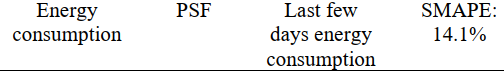 Energy consumption PSF Last few days energy consumption SMAPE: 14.1%